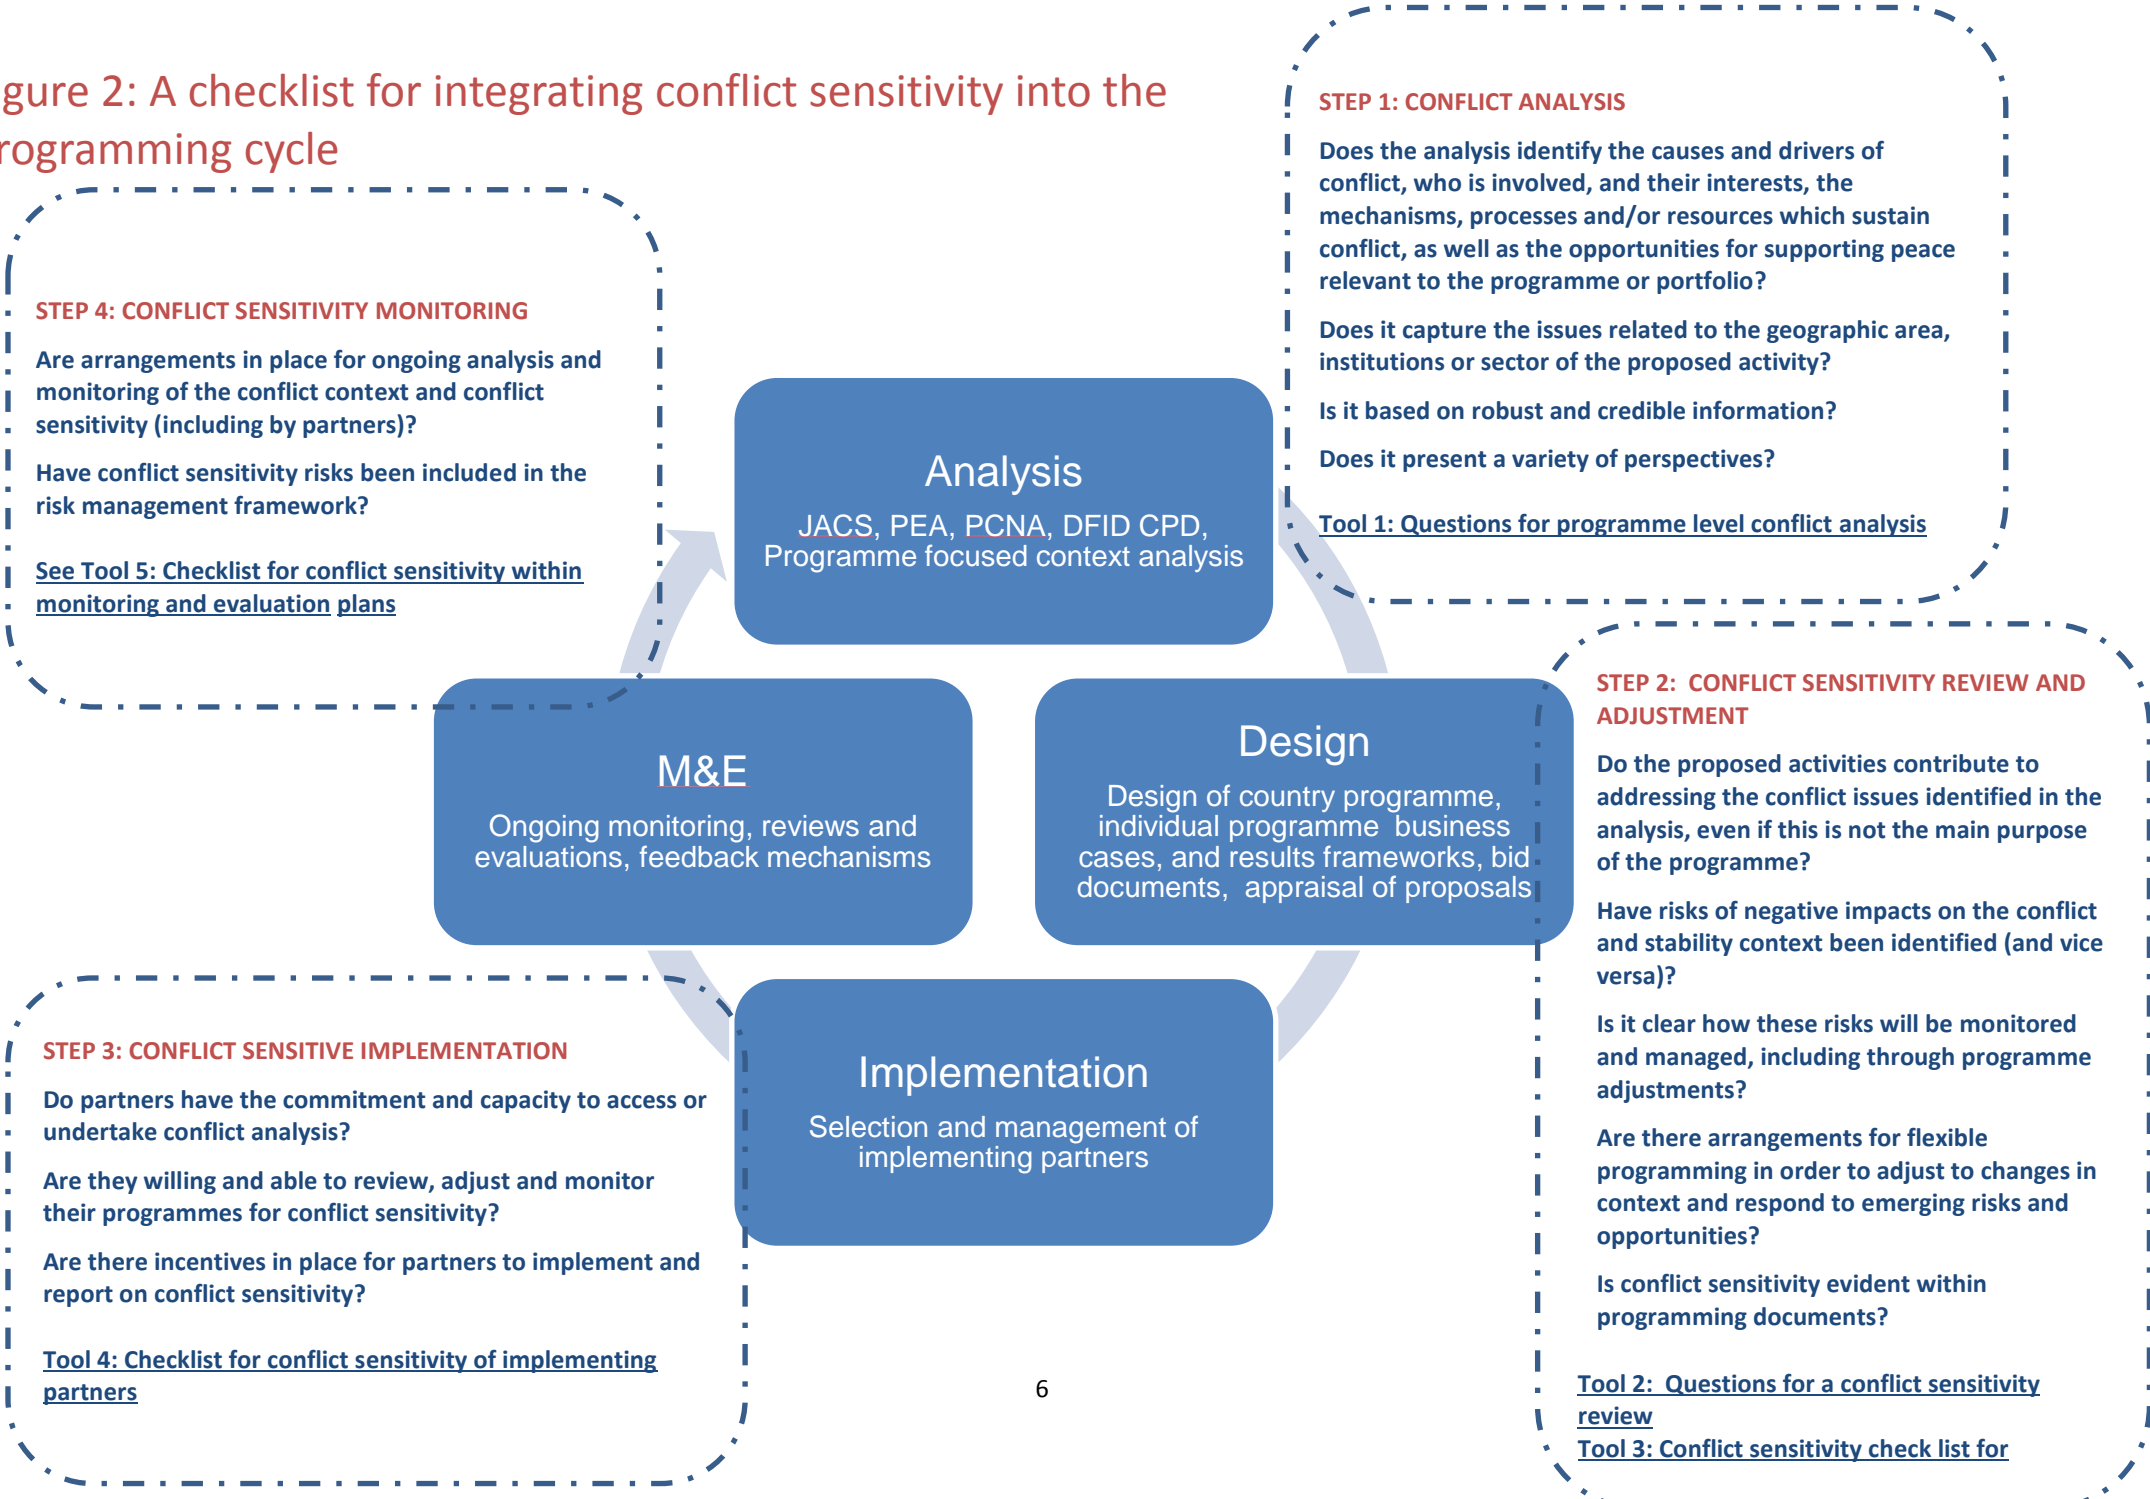 gure 2: A checklist for integrating conflict sensitivity into the
rogramming cycle
STEP 1: CONFLICT ANALYSIS
Does the analysis identify the causes and drivers of
conflict, who is involved, and their interests, the
mechanisms, processes and/or resources which sustain
conflict, as well as the opportunities for supporting peace
relevant to the programme or portfolio?
Does it capture the issues related to the geographic area,
institutions or sector of the proposed activity?
Is it based on robust and credible information?
Does it present a variety of perspectives?
Tool 1: Questions for programme level conflict analysis
STEP 4: CONFLICT SENSITIVITY MONITORING
Are arrangements in place for ongoing analysis and
monitoring of the conflict context and conflict
sensitivity (including by partners)?
Have conflict sensitivity risks been included in the
risk management framework?
See Tool 5: Checklist for conflict sensitivity within
monitoring and evaluation plans
Analysis
JACS, PEA, PCNA, DFID CPD,
Programme focused context analysis
M&E
Ongoing monitoring, reviews and
evaluations, feedback mechanisms
Design
Design of country programme,
individual programme  business
cases, and results frameworks, bid
documents,  appraisal of proposals
STEP 2:  CONFLICT SENSITIVITY REVIEW AND
ADJUSTMENT
Do the proposed activities contribute to
addressing the conflict issues identified in the
analysis, even if this is not the main purpose
of the programme?
Have risks of negative impacts on the conflict
and stability context been identified (and vice
versa)?
Is it clear how these risks will be monitored
and managed, including through programme
adjustments?
Are there arrangements for flexible
programming in order to adjust to changes in
context and respond to emerging risks and
opportunities?
Is conflict sensitivity evident within
programming documents?
Tool 2:  Questions for a conflict sensitivity
review
Tool 3: Conflict sensitivity check list for
Implementation
Selection and management of
implementing partners
STEP 3: CONFLICT SENSITIVE IMPLEMENTATION
Do partners have the commitment and capacity to access or
undertake conflict analysis?
Are they willing and able to review, adjust and monitor
their programmes for conflict sensitivity?
Are there incentives in place for partners to implement and
report on conflict sensitivity?
Tool 4: Checklist for conflict sensitivity of implementing
partners
6